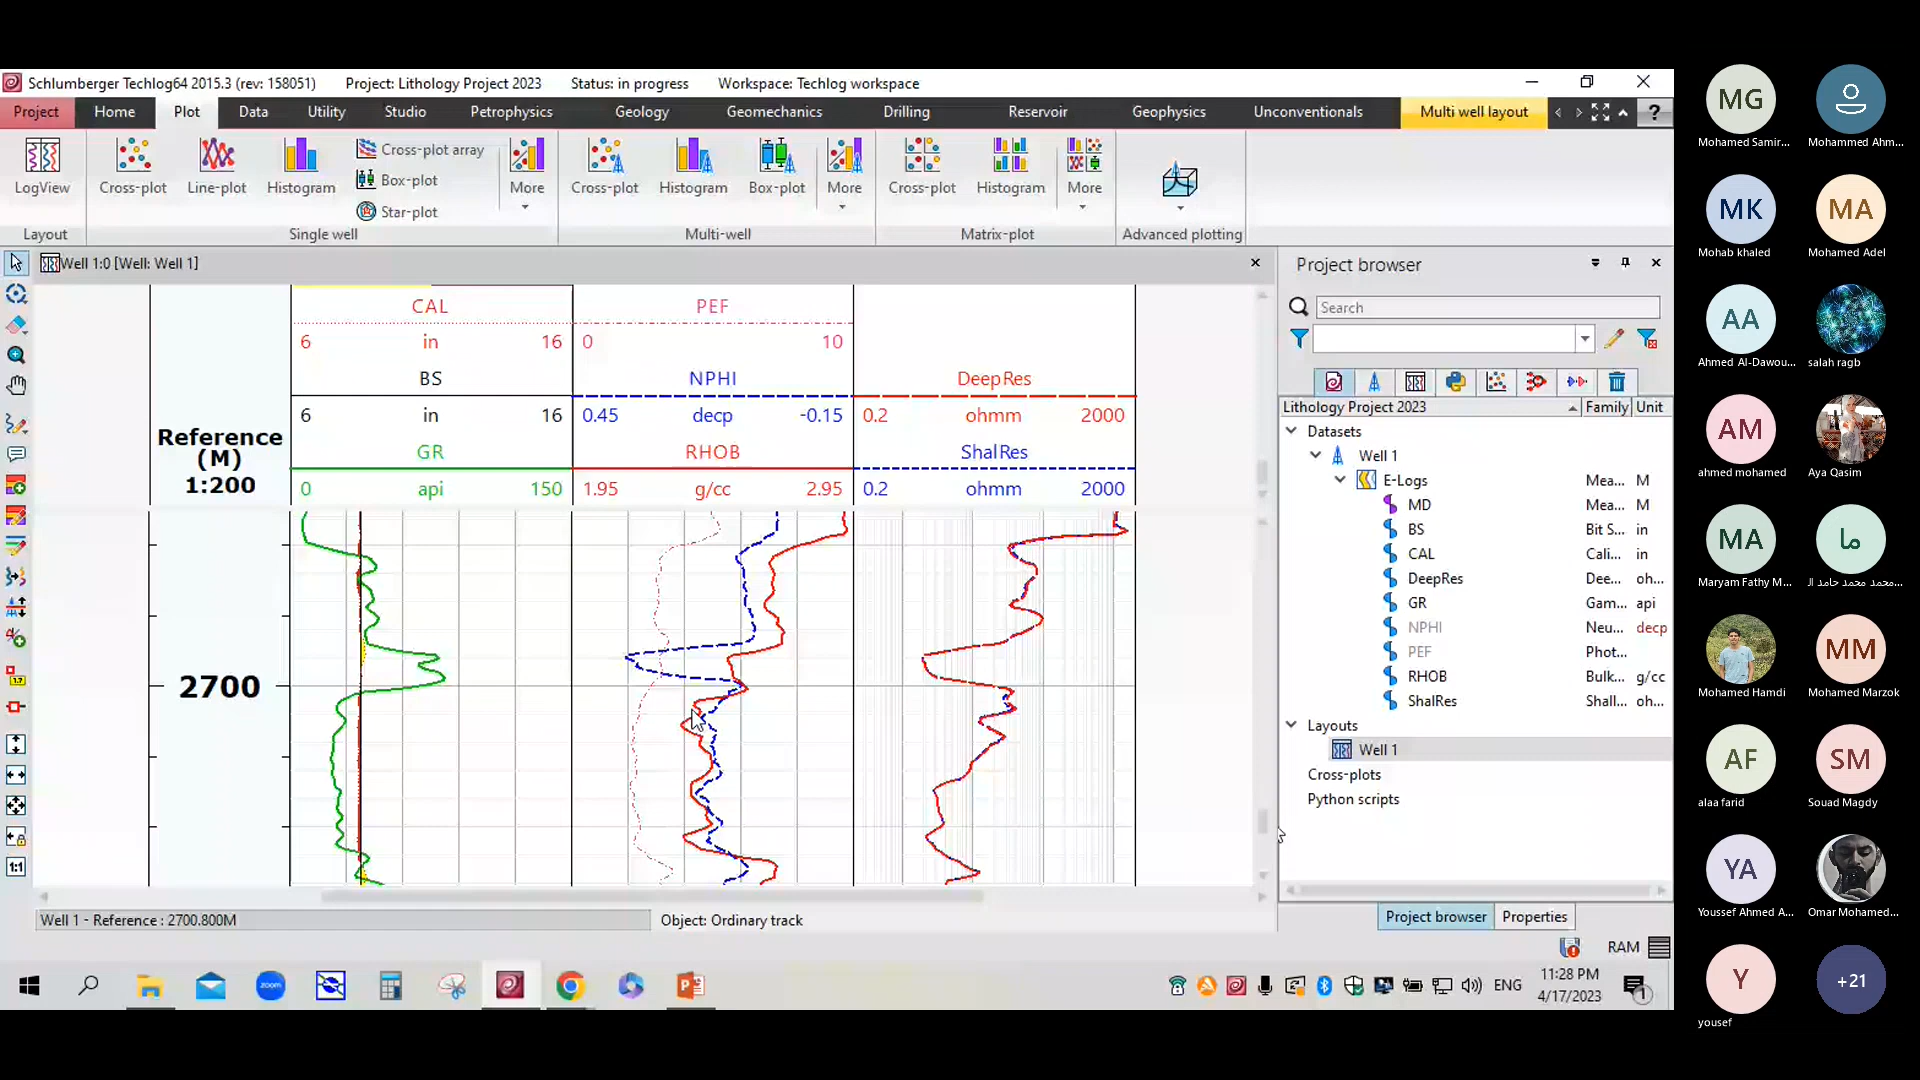 Schlumberger Techlog64 2015.3 (rev: 158051) Project: Lithology Project 2023 Status: in progress Workspace: Techlog workspace
Project Home Plot Data Utility Studio Petrophysics Geology Geomechanics Drilling Reservoir Geophysics Unconventionals Multi well layout ?
LogView Cross-plot Line-plot Histogram More Cross-plot Histogram Box-plot More Cross-plot Histogram More
Cross-plot array
Box-plot
Star-plot
Layout Single well Multi-well Matrix-plot Advanced plotting
Well 1:0 [Well: Well 1]
CAL PEF
6 in 16 0 10
BS NPHI DeepRes
6 in 16 0.45 decp -0.15 0.2 ohmm 2000
GR RHOB ShalRes
0 api 150 1.95 g/cc 2.95 0.2 ohmm 2000
Reference
(M)
1:200
2700
1:1
Well 1 - Reference : 2700.800M Object: Ordinary track
Project browser
Search
Lithology Project 2023 Family Unit
Datasets
Well 1
E-Logs Mea... M
MD Mea... M
BS Bit S... in
CAL Cali... in
DeepRes Dee... oh...
GR Gam... api
NPHI Neu... decp
PEF Phot...
RHOB Bulk... g/cc
ShalRes Shall... oh...
Layouts
Well 1
Cross-plots
Python scripts
Project browser Properties
RAM
zoom
ENG
11:28 PM
4/17/2023
1
MG
Mohamed Samir... Mohammed Ahm...
MK MA
Mohab khaled Mohamed Adel
AA
Ahmed Al-Dawou... salah ragb
AM
ahmed mohamed Aya Qasim
MA ما
Maryam Fathy M... محمد محمد حامد ال...
MM
Mohamed Hamdi Mohamed Marzok
AF SM
alaa farid Souad Magdy
YA
Youssef Ahmed A... Omar Mohamed...
Y +21
yousef